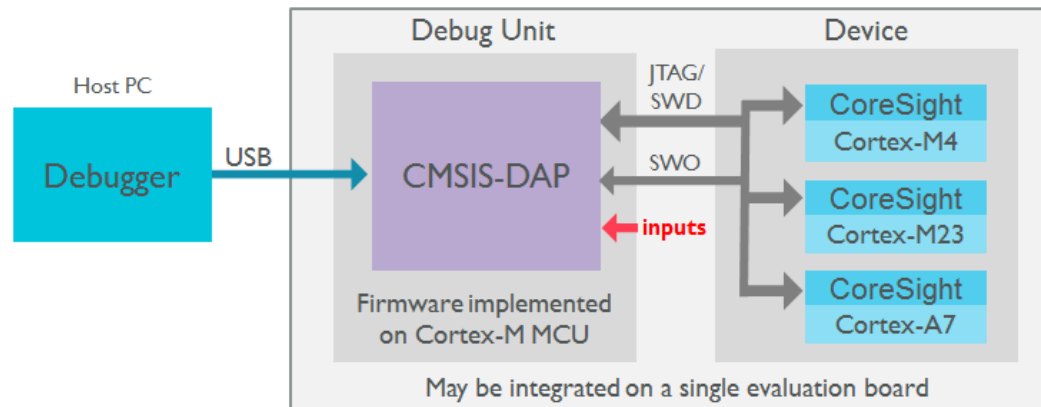 Debug Unit
Device
Host PC
JTAG/
SWD
CoreSight
Cortex-M4
USB
Debugger
CMSIS-DAP
SWO
CoreSight
Cortex-M23
inputs
CoreSight
Cortex-A7
Firmware implemented
on Cortex-M MCU
May be integrated on a single evaluation board